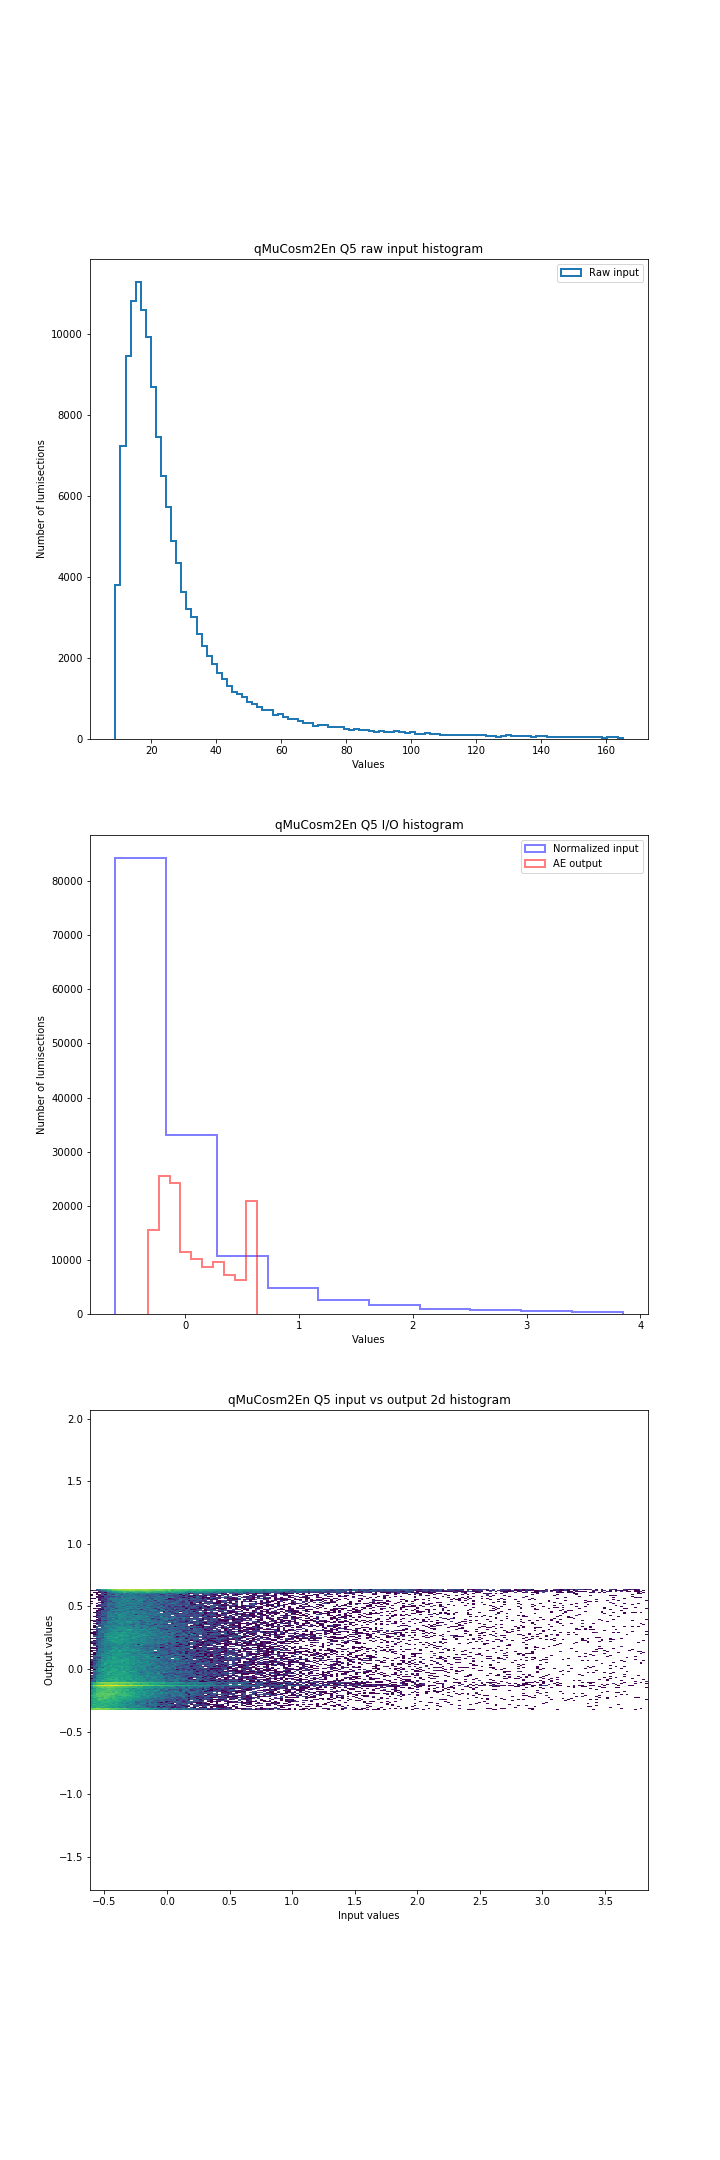 qMuCosm2En Q5 raw input histogram
Raw input
10000
8000
6000
4000
2000
0
Number of lumisections
20 40 60 80 100 120 140 160
Values
qMuCosm2En Q5 I/O histogram
Normalized input
AE output
80000
70000
60000
50000
40000
30000
20000
10000
0
Number of lumisections
0 1 2 3 4
Values
qMuCosm2En Q5 input vs output 2d histogram
2.0
1.5
1.0
0.5
0.0
−0.5
−1.0
−1.5
Output values
−0.5 0.0 0.5 1.0 1.5 2.0 2.5 3.0 3.5
Input values